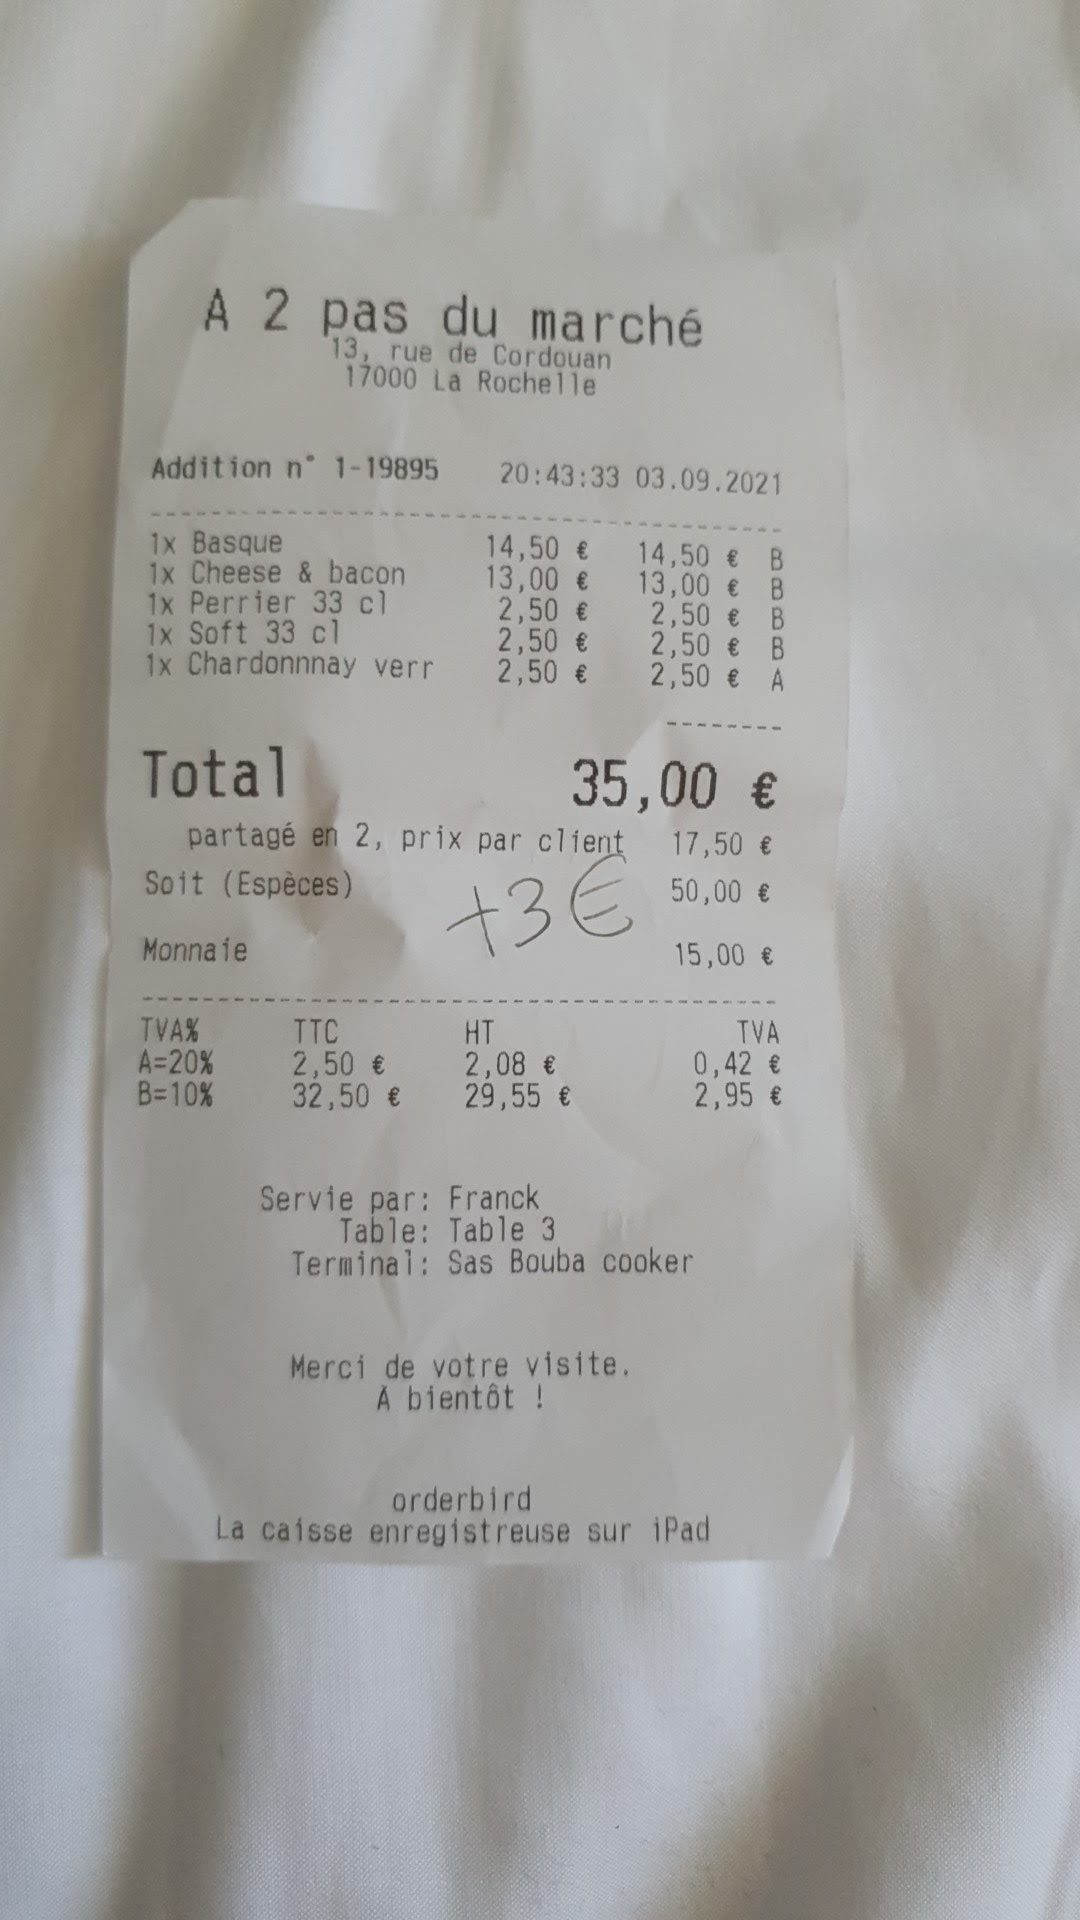 A 2 pas du marché
13, rue de Cordouan
17000 La Rochelle
Addition n° 1-19895 20:43:33 03.09.2021
1x Basque 14,50 € 14,50 € B
1x Cheese & bacon 13,00 € 13,00 € B
1x Perrier 33 cl 2,50 € 2,50 € B
1x Soft 33 cl 2,50 € 2,50 € B
1x Chardonnnay verr 2,50 € 2,50 € A
Total 35,00 €
partagé en 2, prix par client 17,50 €
Soit (Espèces) 50,00 €
+3€
Monnaie 15,00 €
TVA% TTC HT TVA
A=20% 2,50 € 2,08 € 0,42 €
B=10% 32,50 € 29,55 € 2,95 €
Servie par: Franck
Table: Table 3
Terminal: Sas Bouba cooker
Merci de votre visite.
A bientôt !
orderbird
La caisse enregistreuse sur iPad